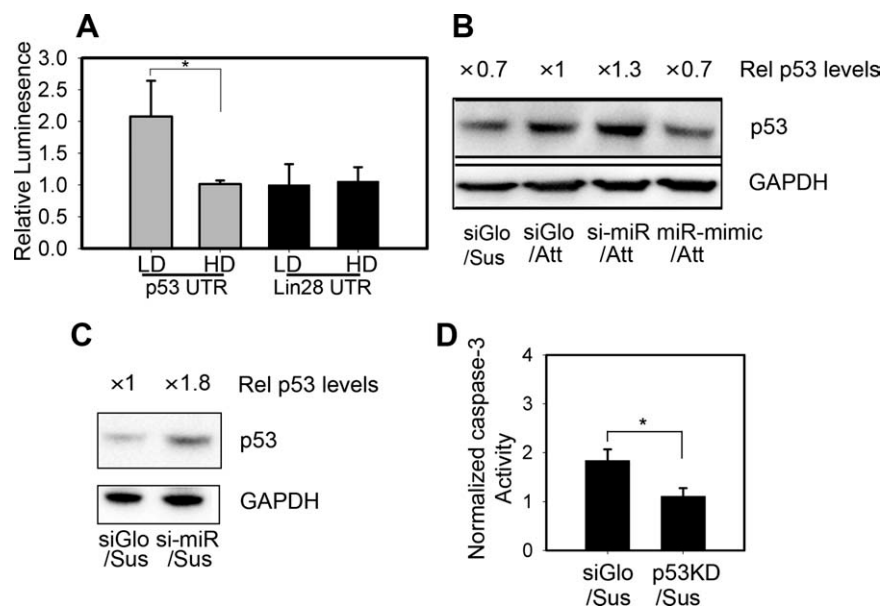 A
Relative Luminesence
3.0
2.5
2.0
1.5
1.0
0.5
0.0
*
LD HD LD HD
p53 UTR Lin28 UTR
B
×0.7 ×1 ×1.3 ×0.7 Rel p53 levels
p53
GAPDH
siGlo siGlo si-miR miR-mimic
/Sus /Att /Att /Att
C
×1 ×1.8 Rel p53 levels
p53
GAPDH
siGlo si-miR
/Sus /Sus
D
Normalized caspase-3
Activity
4
3
2
1
0
*
siGlo p53KD
/Sus /Sus